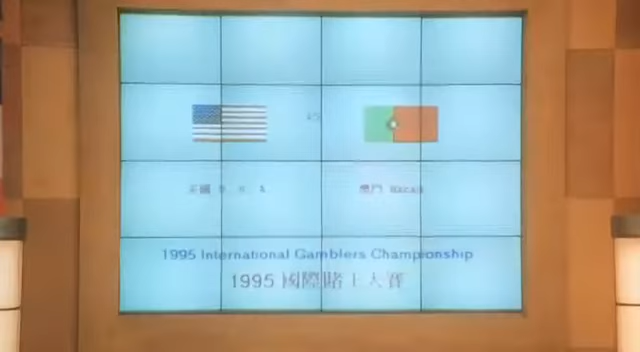 VS
美國 U. S. A
澳門 Macau
1995 International Gamblers Championship
1995 國際賭王大賽